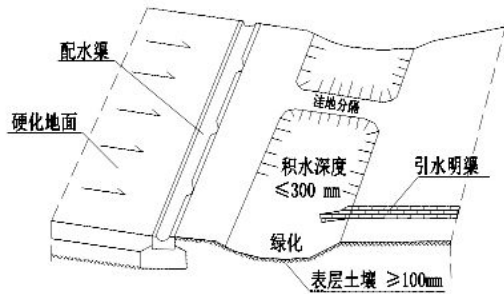 配水渠
洼地分隔
硬化地面
积水深度
≤300 mm
引水明渠
绿化
表层土壤 ≥100mm